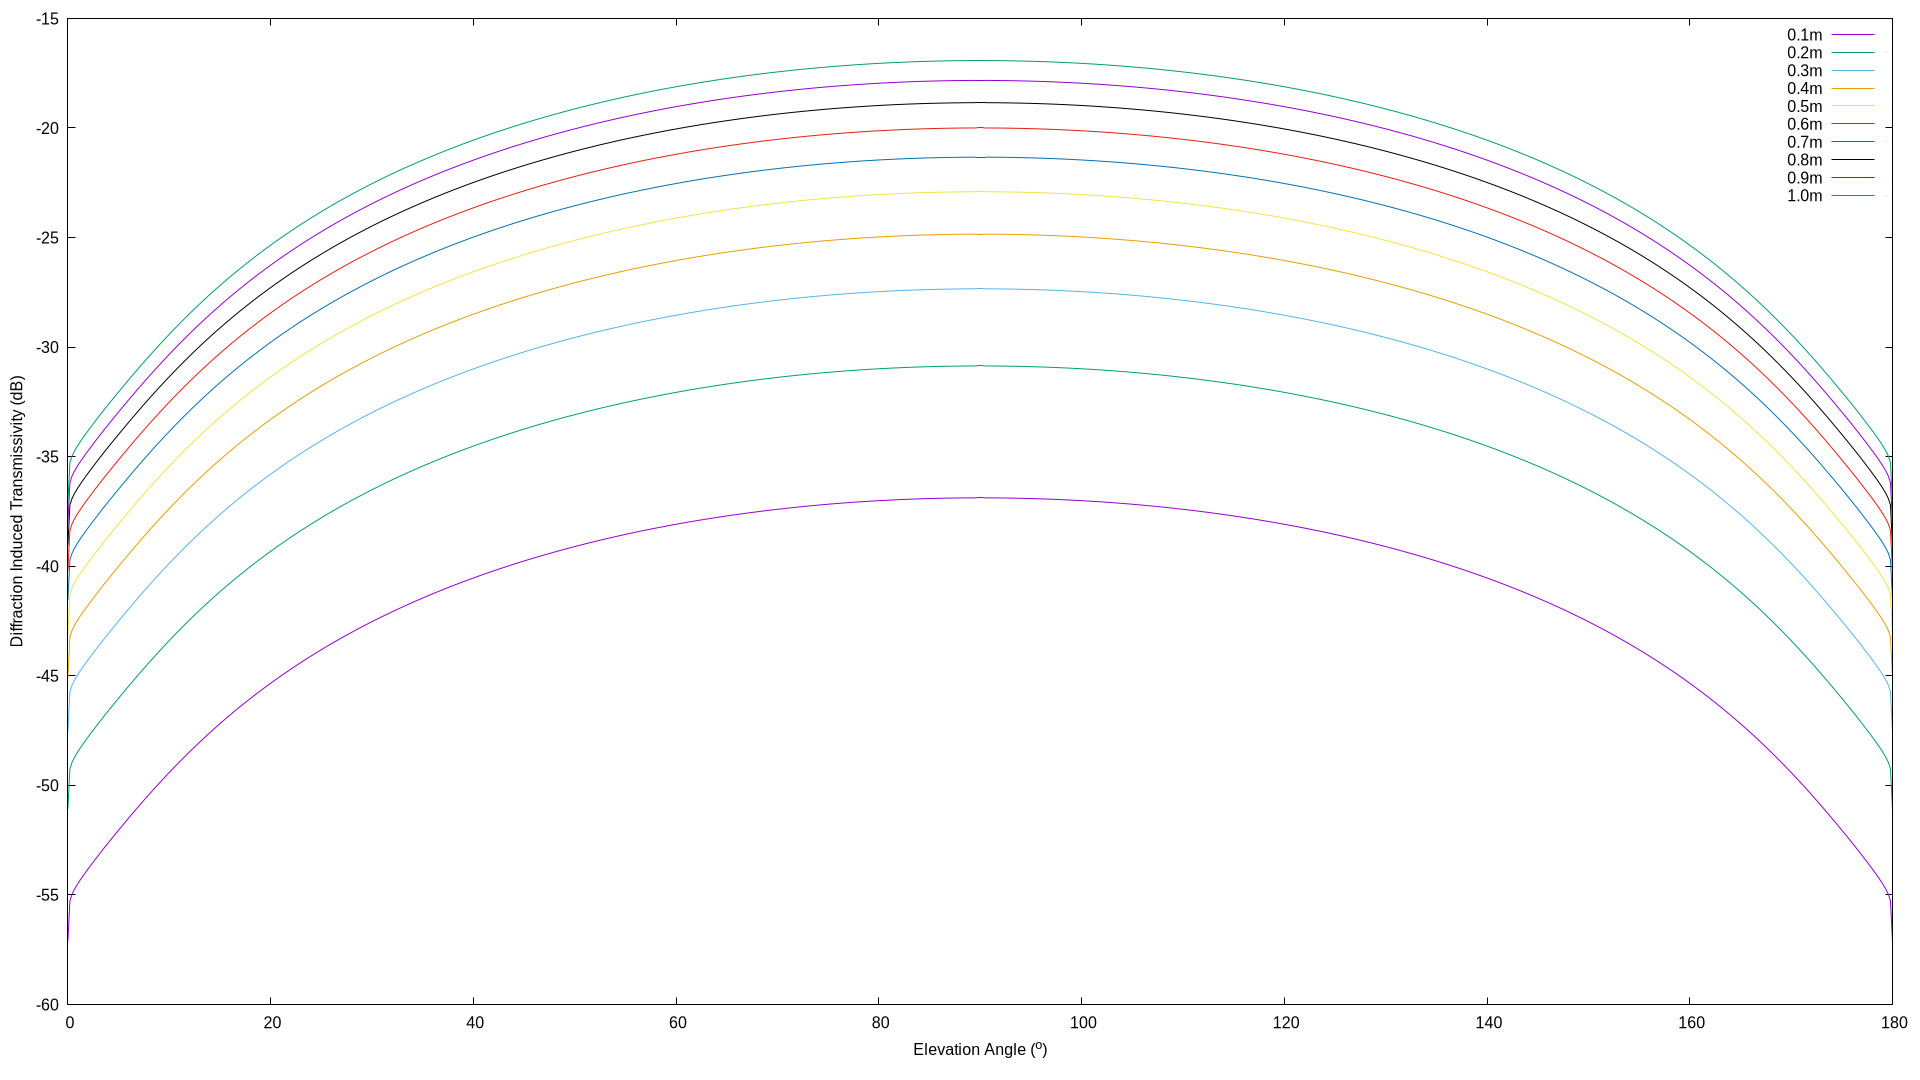 -15
-20
-25
-30
-35
-40
-45
-50
-55
-60
0 20 40 60 80 100 120 140 160 180
Diffraction Induced Transmissivity (dB)
Elevation Angle (º)
0.1m
0.2m
0.3m
0.4m
0.5m
0.6m
0.7m
0.8m
0.9m
1.0m